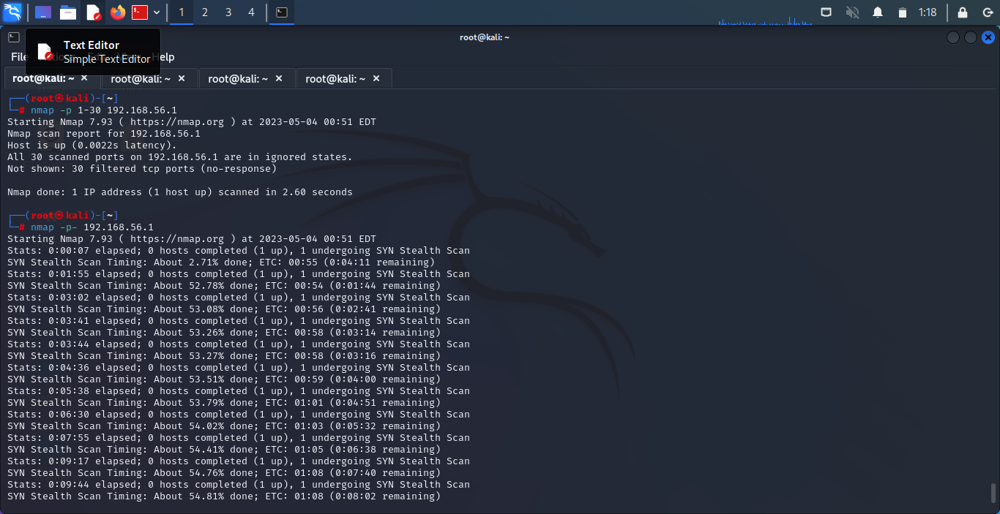 1 2 3 4 1:18
root@kali: ~
Text Editor
Simple Text Editor
File Help
root@kali: ~ root@kali: ~ root@kali: ~ root@kali: ~
┌──(root㉿kali)-[~]
└─# nmap -p 1-30 192.168.56.1
Starting Nmap 7.93 ( https://nmap.org ) at 2023-05-04 00:51 EDT
Nmap scan report for 192.168.56.1
Host is up (0.0022s latency).
All 30 scanned ports on 192.168.56.1 are in ignored states.
Not shown: 30 filtered tcp ports (no-response)
Nmap done: 1 IP address (1 host up) scanned in 2.60 seconds
┌──(root㉿kali)-[~]
└─# nmap -p- 192.168.56.1
Starting Nmap 7.93 ( https://nmap.org ) at 2023-05-04 00:51 EDT
Stats: 0:00:07 elapsed; 0 hosts completed (1 up), 1 undergoing SYN Stealth Scan
SYN Stealth Scan Timing: About 2.71% done; ETC: 00:55 (0:04:11 remaining)
Stats: 0:01:55 elapsed; 0 hosts completed (1 up), 1 undergoing SYN Stealth Scan
SYN Stealth Scan Timing: About 52.78% done; ETC: 00:54 (0:01:44 remaining)
Stats: 0:03:02 elapsed; 0 hosts completed (1 up), 1 undergoing SYN Stealth Scan
SYN Stealth Scan Timing: About 53.08% done; ETC: 00:56 (0:02:41 remaining)
Stats: 0:03:41 elapsed; 0 hosts completed (1 up), 1 undergoing SYN Stealth Scan
SYN Stealth Scan Timing: About 53.26% done; ETC: 00:58 (0:03:14 remaining)
Stats: 0:03:44 elapsed; 0 hosts completed (1 up), 1 undergoing SYN Stealth Scan
SYN Stealth Scan Timing: About 53.27% done; ETC: 00:58 (0:03:16 remaining)
Stats: 0:04:36 elapsed; 0 hosts completed (1 up), 1 undergoing SYN Stealth Scan
SYN Stealth Scan Timing: About 53.51% done; ETC: 00:59 (0:04:00 remaining)
Stats: 0:05:38 elapsed; 0 hosts completed (1 up), 1 undergoing SYN Stealth Scan
SYN Stealth Scan Timing: About 53.79% done; ETC: 01:01 (0:04:51 remaining)
Stats: 0:06:30 elapsed; 0 hosts completed (1 up), 1 undergoing SYN Stealth Scan
SYN Stealth Scan Timing: About 54.02% done; ETC: 01:03 (0:05:32 remaining)
Stats: 0:07:55 elapsed; 0 hosts completed (1 up), 1 undergoing SYN Stealth Scan
SYN Stealth Scan Timing: About 54.41% done; ETC: 01:05 (0:06:38 remaining)
Stats: 0:09:17 elapsed; 0 hosts completed (1 up), 1 undergoing SYN Stealth Scan
SYN Stealth Scan Timing: About 54.76% done; ETC: 01:08 (0:07:40 remaining)
Stats: 0:09:44 elapsed; 0 hosts completed (1 up), 1 undergoing SYN Stealth Scan
SYN Stealth Scan Timing: About 54.81% done; ETC: 01:08 (0:08:02 remaining)